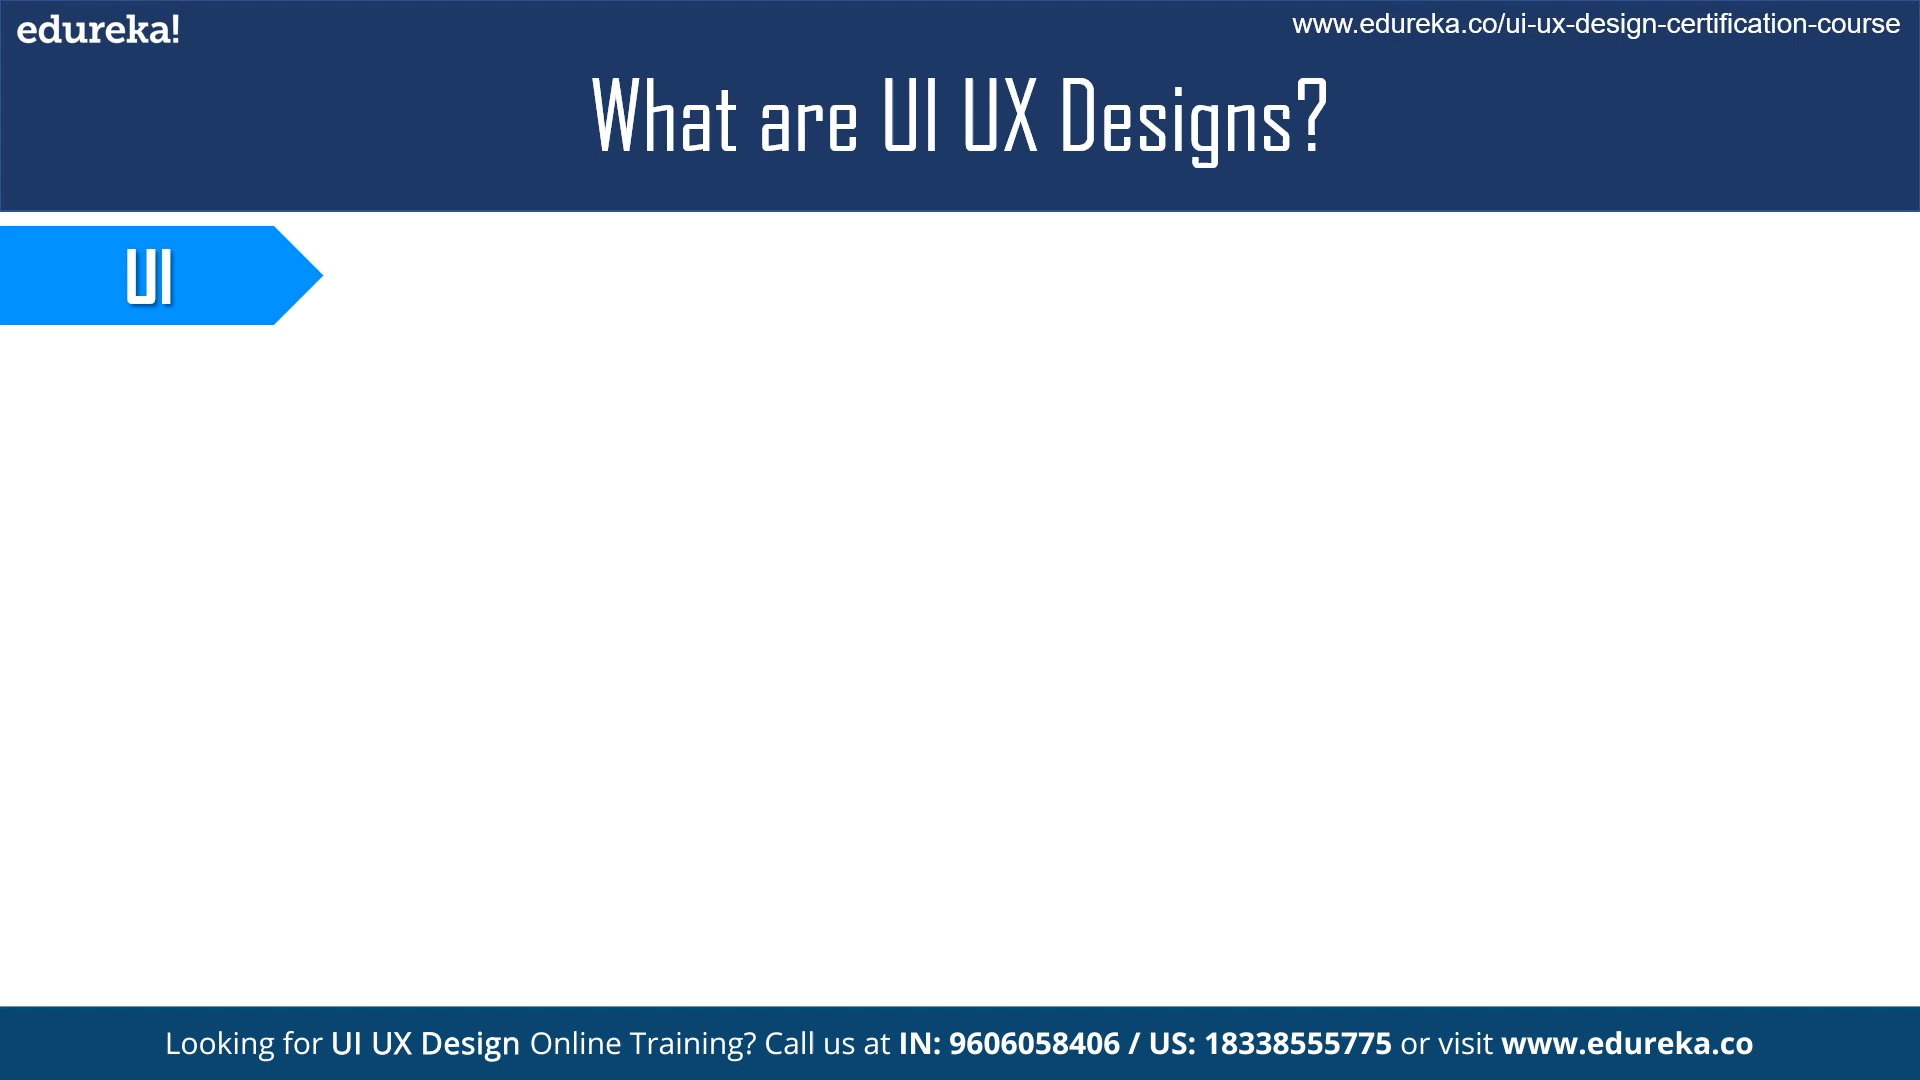 edureka!
www.edureka.co/ui-ux-design-certification-course
What are UI UX Designs?
UI
Looking for UI UX Design Online Training? Call us at IN: 9606058406 / US: 18338555775 or visit www.edureka.co